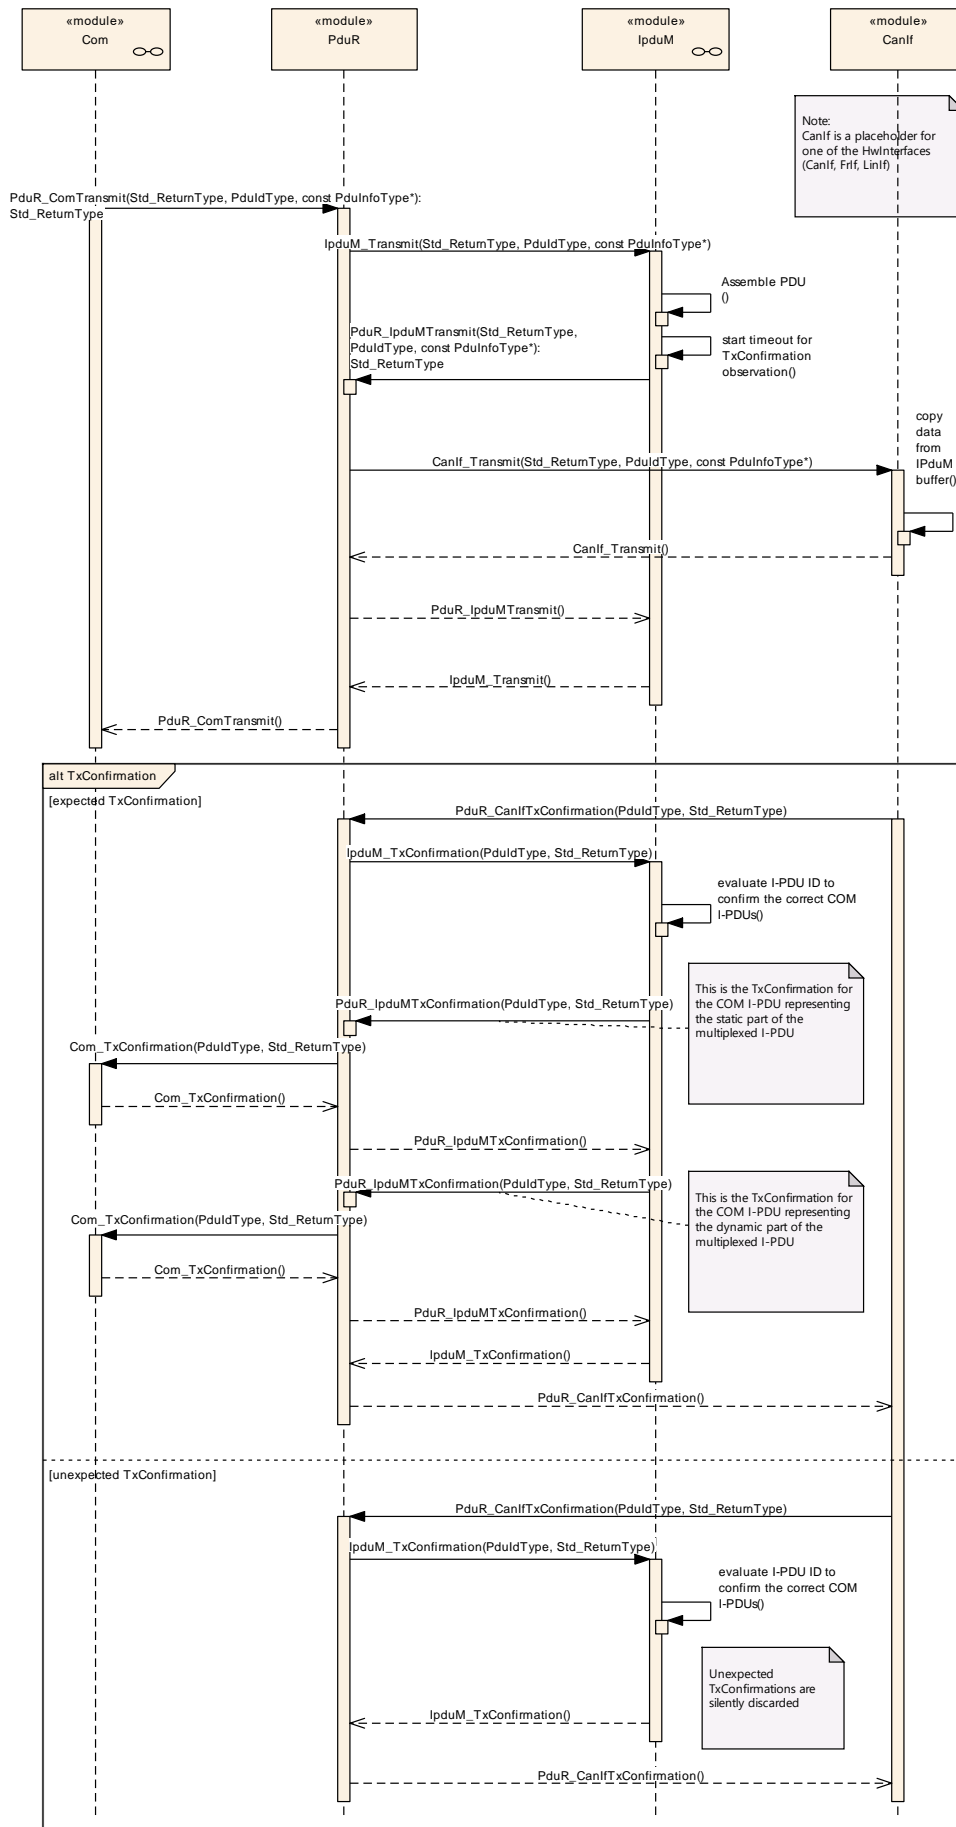 «module»
Com
«module»
PduR
«module»
IpduM
«module»
CanIf
Note:
CanIf is a placeholder for
one of the HwInterfaces
(CanIf, FrIf, LinIf)
PduR_ComTransmit(Std_ReturnType, PduIdType, const PduInfoType*):
Std_ReturnType
IpduM_Transmit(Std_ReturnType, PduIdType, const PduInfoType*)
Assemble PDU
()
PduR_IpduMTransmit(Std_ReturnType,
PduIdType, const PduInfoType*):
Std_ReturnType
start timeout for
TxConfirmation
observation()
copy
data
from
IPduM
buffer()
CanIf_Transmit(Std_ReturnType, PduIdType, const PduInfoType*)
CanIf_Transmit()
PduR_IpduMTransmit()
IpduM_Transmit()
PduR_ComTransmit()
alt TxConfirmation
[expected TxConfirmation]
PduR_CanIfTxConfirmation(PduIdType, Std_ReturnType)
IpduM_TxConfirmation(PduIdType, Std_ReturnType)
evaluate I-PDU ID to
confirm the correct COM
I-PDUs()
This is the TxConfirmation for
the COM I-PDU representing
the static part of the
multiplexed I-PDU
PduR_IpduMTxConfirmation(PduIdType, Std_ReturnType)
Com_TxConfirmation(PduIdType, Std_ReturnType)
Com_TxConfirmation()
PduR_IpduMTxConfirmation()
PduR_IpduMTxConfirmation(PduIdType, Std_ReturnType)
This is the TxConfirmation for
the COM I-PDU representing
the dynamic part of the
multiplexed I-PDU
Com_TxConfirmation(PduIdType, Std_ReturnType)
Com_TxConfirmation()
PduR_IpduMTxConfirmation()
IpduM_TxConfirmation()
PduR_CanIfTxConfirmation()
[unexpected TxConfirmation]
PduR_CanIfTxConfirmation(PduIdType, Std_ReturnType)
IpduM_TxConfirmation(PduIdType, Std_ReturnType)
evaluate I-PDU ID to
confirm the correct COM
I-PDUs()
Unexpected
TxConfirmations are
silently discarded
IpduM_TxConfirmation()
PduR_CanIfTxConfirmation()